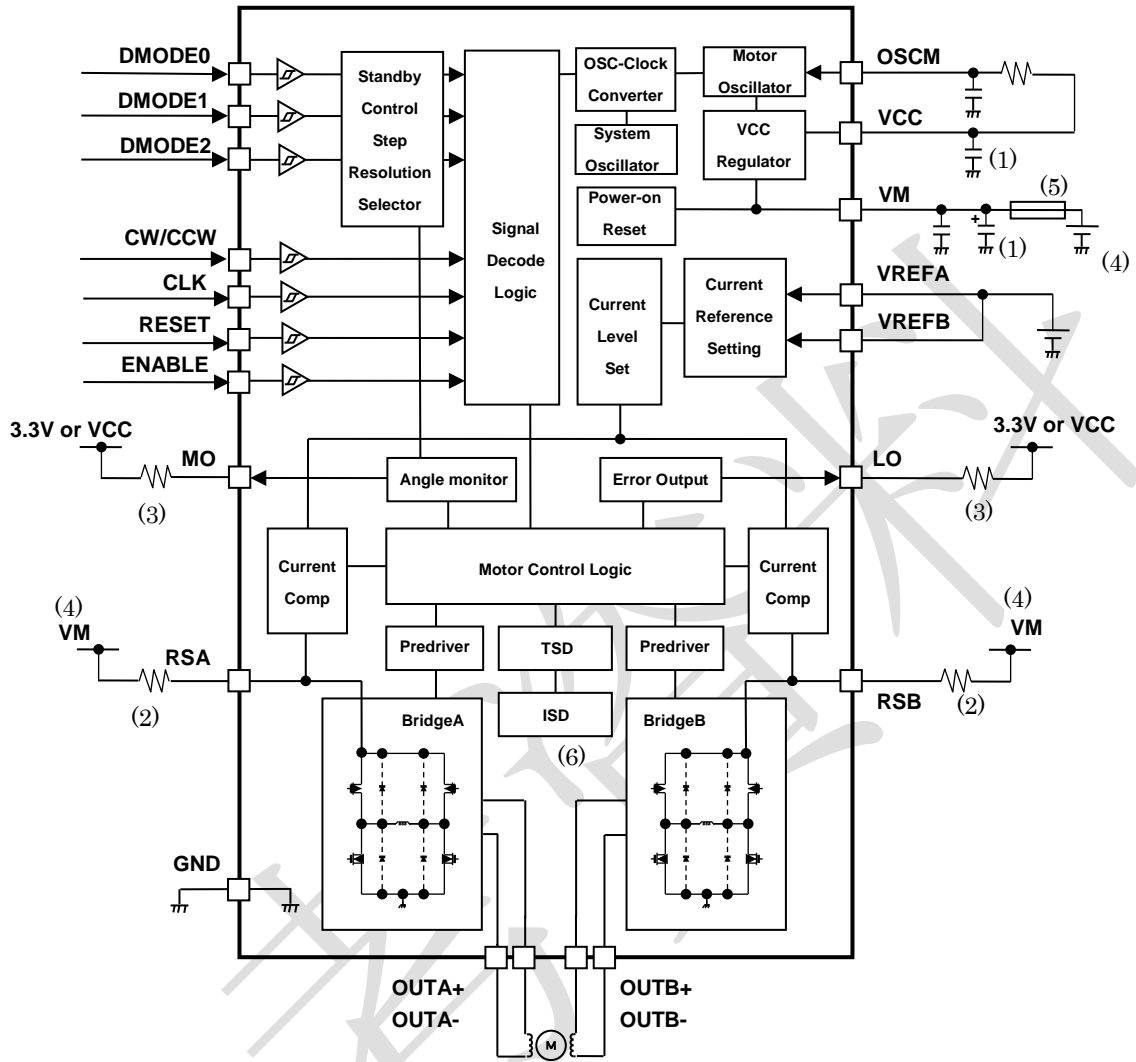 DMODE0
DMODE1
DMODE2
CW/CCW
CLK
RESET
ENABLE
3.3V or VCC
MO
(3)
(4)
VM
RSA
(2)
GND
Standby
Control
Step
Resolution
Selector
Signal
Decode
Logic
OSC-Clock
Converter
System
Oscillator
Motor
Oscillator
VCC
Regulator
Power-on
Reset
Current
Level
Set
Current
Reference
Setting
Angle monitor
Error Output
Current
Comp
Motor Control Logic
Current
Comp
Predriver
TSD
Predriver
ISD
(6)
BridgeA
BridgeB
OSCM
VCC
(1)
VM
(5)
(1)
(4)
VREFA
VREFB
3.3V or VCC
LO
(3)
(4)
VM
RSB
(2)
OUTA+
OUTA-
OUTB+
OUTB-
M
料